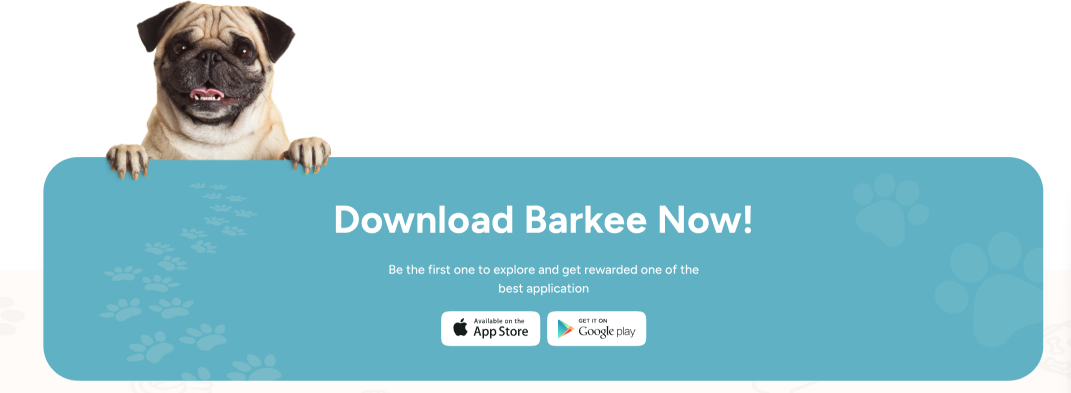 Download Barkee Now!
Be the first one to explore and get rewarded one of the
best application
Available on the
App Store
GET IT ON
Google play